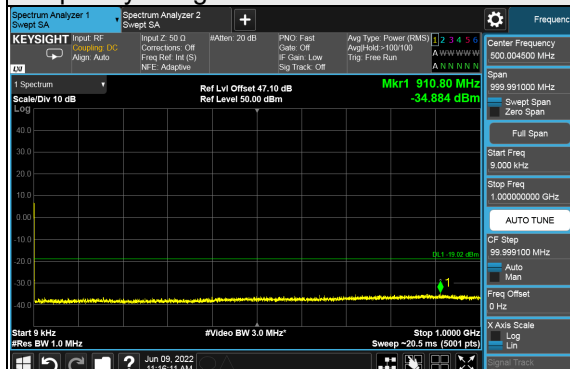 Spectrum Analyzer 1
Swept SA
Spectrum Analyzer 2
Swept SA
+
Frequenc
KEYSIGHT
Input: RF
Coupling: DC
Align: Auto
Input Z: 50 Ω
Corrections: Off
Freq Ref: Int (S)
NFE: Adaptive
#Atten: 20 dB
PNO: Fast
Gate: Off
IF Gain: Low
Sig Track: Off
Avg Type: Power (RMS)
Avg|Hold:>100/100
Trig: Free Run
1 2 3 4 5 6
A W W W W W
A N N N N N
LXI
1 Spectrum
Scale/Div 10 dB
Ref Lvl Offset 47.10 dB
Ref Level 50.00 dBm
Mkr1 910.80 MHz
-34.884 dBm
Log
40.0
30.0
20.0
10.0
0.00
-10.0
-20.0
-30.0
-40.0
DL1 -19.02 dBm
1
Start 9 kHz
#Res BW 1.0 MHz
#Video BW 3.0 MHz*
Stop 1.0000 GHz
Sweep ~20.5 ms (5001 pts)
Jun 09, 2022
Center Frequency
500.004500 MHz
Span
999.991000 MHz
Swept Span
Zero Span
Full Span
Start Freq
9.000 kHz
Stop Freq
1.000000000 GHz
AUTO TUNE
CF Step
99.999100 MHz
Auto
Man
Freq Offset
0 Hz
X Axis Scale
Log
Lin
Signal Track
?